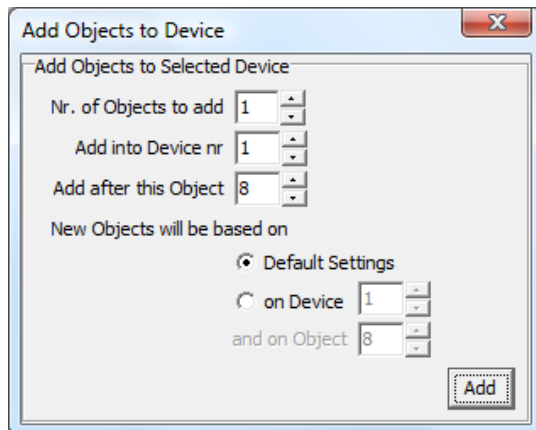 Add Objects to Device
Add Objects to Selected Device
Nr. of Objects to add 1
Add into Device nr 1
Add after this Object 8
New Objects will be based on
Default Settings
on Device 1
and on Object 8
Add